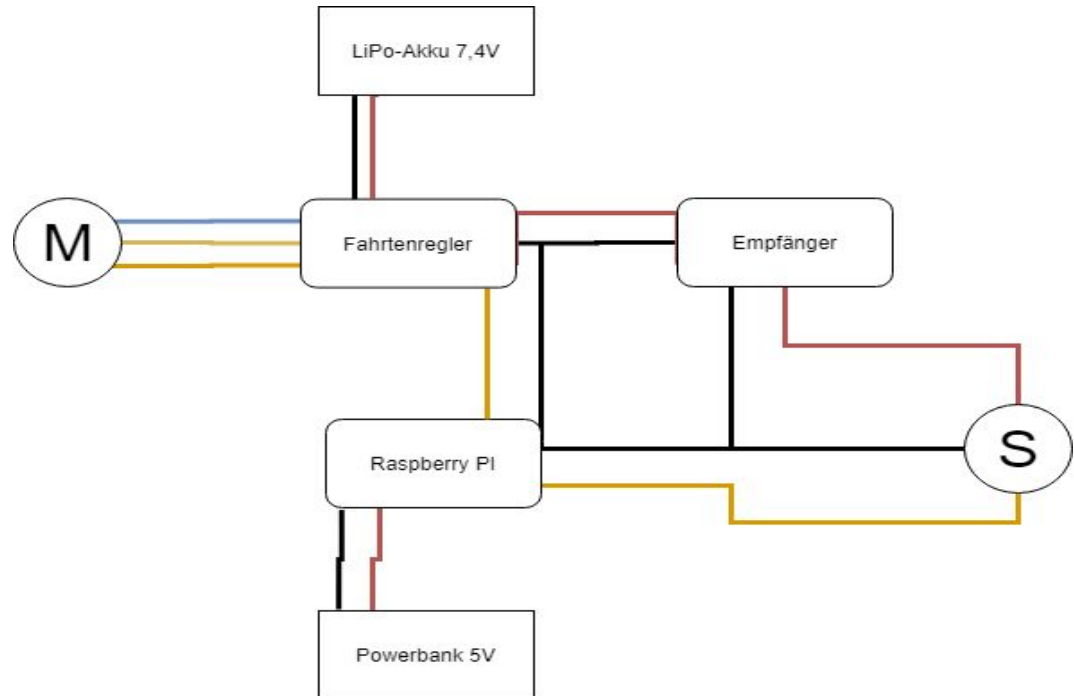 LiPo-Akku 7,4V
M
Fahrtenregler
Empfänger
Raspberry PI
S
Powerbank 5V